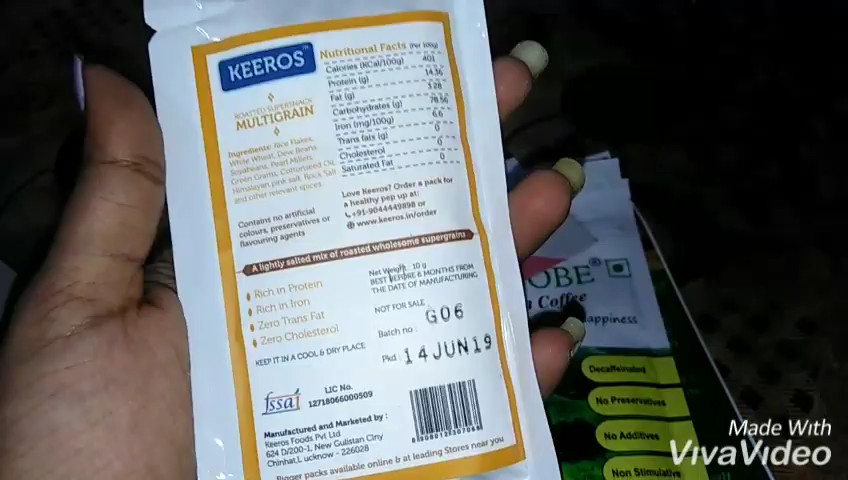 KEEROS™
ROASTED SUPERSNACK
MULTIGRAIN
Ingredients: Rice Flakes,
White Wheat, Dew Beans
Soyabeans, Pearl Millets,
Green Grams, Cottonseed Oil,
Himalayan pink salt, Rock Salt
and other relevant spices
Contains no artificial
colours, preservatives or
flavouring agents
Nutritional Facts (Per 100g)
Calories (KCal/100g) 401
Protein (g) 14.36
Fat (g) 3.28
Carbohydrates (g) 78.56
Iron (mg/100g) 6.6
Trans fats (g) 0
Cholesterol 0
Saturated Fat 0
Love Keeros? Order a pack for
a healthy pep up at:
+91-9044449898 or
www.keeros.in/order
A lightly salted mix of roasted wholesome supergrains
Rich in Protein
Rich in Iron
Zero Trans Fat
Zero Cholesterol
KEEP IT IN A COOL & DRY PLACE
Net Weight: 10 g
BEST BEFORE 6 MONTHS FROM
THE DATE OF MANUFACTURING
NOT FOR SALE
Batch no : G06
Pkd : 14JUN19
fssai
LIC No.
12718066000509
Manufactured and Marketed by :
Keeros Foods Pvt Ltd
624 D/200-1, New Gulistan Clny
Chinhat, Lucknow - 226028
Bigger packs available online & at leading Stores near you
OBE®
Coffee
appiness
Decaffeinated
No Preservatives
No Additives
Non Stimulative
Made With
VivaVideo